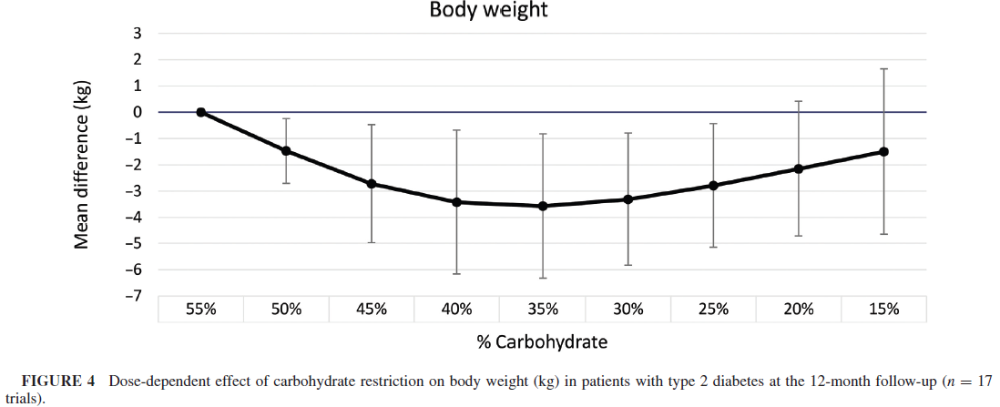 Body weight
3
2
1
0
−1
−2
−3
−4
−5
−6
−7
Mean difference (kg)
55% 50% 45% 40% 35% 30% 25% 20% 15%
% Carbohydrate
FIGURE 4 Dose-dependent effect of carbohydrate restriction on body weight (kg) in patients with type 2 diabetes at the 12-month follow-up (n = 17
trials).